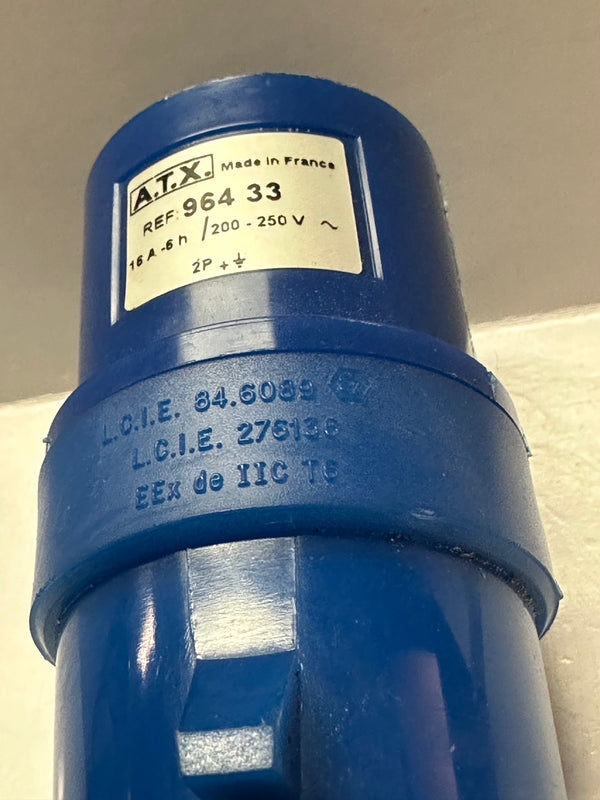 A.T.X. Made in France
REF: 964 33
16 A -6 h / 200 - 250 V ~
2P + ⏚
L.C.I.E. 84.6089
L.C.I.E. 276136
EEx de IIC T6